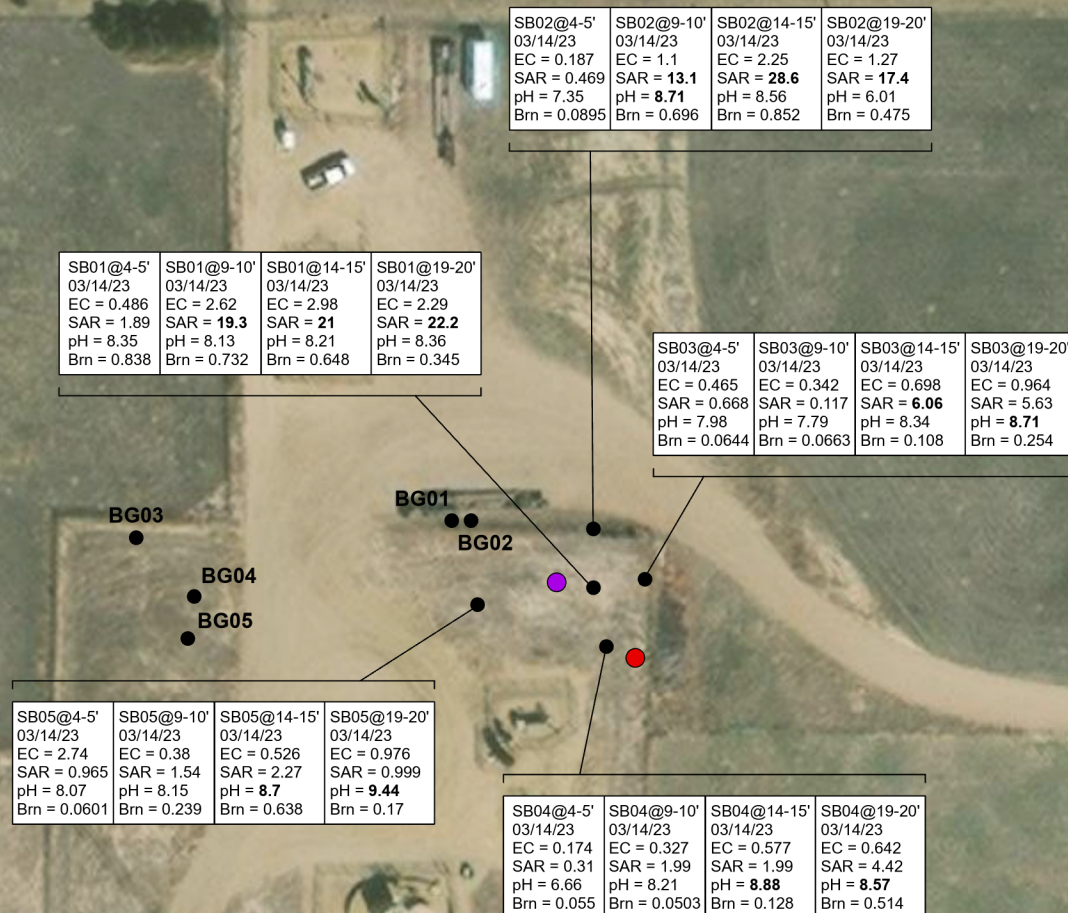 SB02@4-5'
03/14/23
EC = 0.187
SAR = 0.469
pH = 7.35
Brn = 0.0895
SB02@9-10'
03/14/23
EC = 1.1
SAR = 13.1
pH = 8.71
Brn = 0.696
SB02@14-15'
03/14/23
EC = 2.25
SAR = 28.6
pH = 8.56
Brn = 0.852
SB02@19-20'
03/14/23
EC = 1.27
SAR = 17.4
pH = 6.01
Brn = 0.475
SB01@4-5'
03/14/23
EC = 0.486
SAR = 1.89
pH = 8.35
Brn = 0.838
SB01@9-10'
03/14/23
EC = 2.62
SAR = 19.3
pH = 8.13
Brn = 0.732
SB01@14-15'
03/14/23
EC = 2.98
SAR = 21
pH = 8.21
Brn = 0.648
SB01@19-20'
03/14/23
EC = 2.29
SAR = 22.2
pH = 8.36
Brn = 0.345
SB03@4-5'
03/14/23
EC = 0.465
SAR = 0.668
pH = 7.98
Brn = 0.0644
SB03@9-10'
03/14/23
EC = 0.342
SAR = 0.117
pH = 7.79
Brn = 0.0663
SB03@14-15'
03/14/23
EC = 0.698
SAR = 6.06
pH = 8.34
Brn = 0.108
SB03@19-20'
03/14/23
EC = 0.964
SAR = 5.63
pH = 8.71
Brn = 0.254
BG01
BG02
BG03
BG04
BG05
SB05@4-5'
03/14/23
EC = 2.74
SAR = 0.965
pH = 8.07
Brn = 0.0601
SB05@9-10'
03/14/23
EC = 0.38
SAR = 1.54
pH = 8.15
Brn = 0.239
SB05@14-15'
03/14/23
EC = 0.526
SAR = 2.27
pH = 8.7
Brn = 0.638
SB05@19-20'
03/14/23
EC = 0.976
SAR = 0.999
pH = 9.44
Brn = 0.17
SB04@4-5'
03/14/23
EC = 0.174
SAR = 0.31
pH = 6.66
Brn = 0.055
SB04@9-10'
03/14/23
EC = 0.327
SAR = 1.99
pH = 8.21
Brn = 0.0503
SB04@14-15'
03/14/23
EC = 0.577
SAR = 1.99
pH = 8.88
Brn = 0.128
SB04@19-20'
03/14/23
EC = 0.642
SAR = 4.42
pH = 8.57
Brn = 0.514